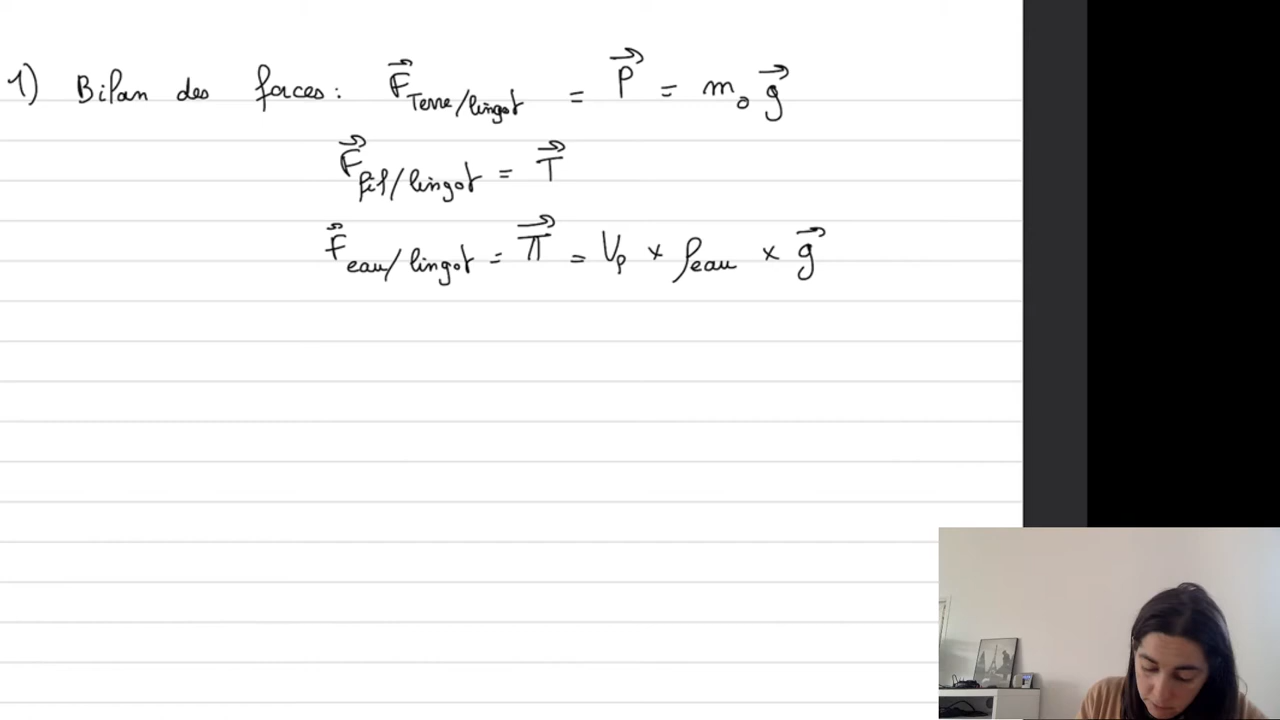 1) Bilan des forces : F⃗ Terre/lingot = P⃗ = m₀ g⃗
F⃗ fil/lingot = T⃗
F⃗ eau/lingot = π⃗ = Vₚ × ρeau × g⃗